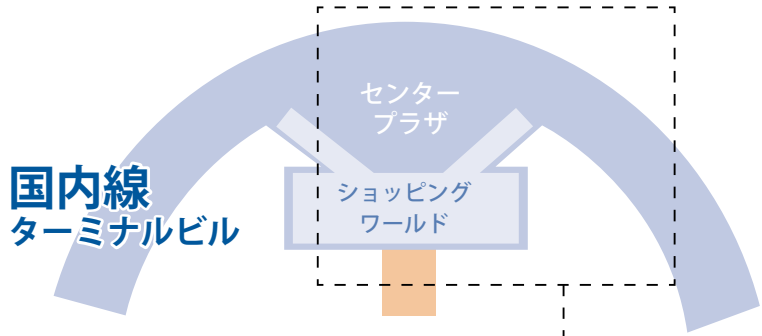 センター
プラザ
国内線
ターミナルビル
ショッピング
ワールド